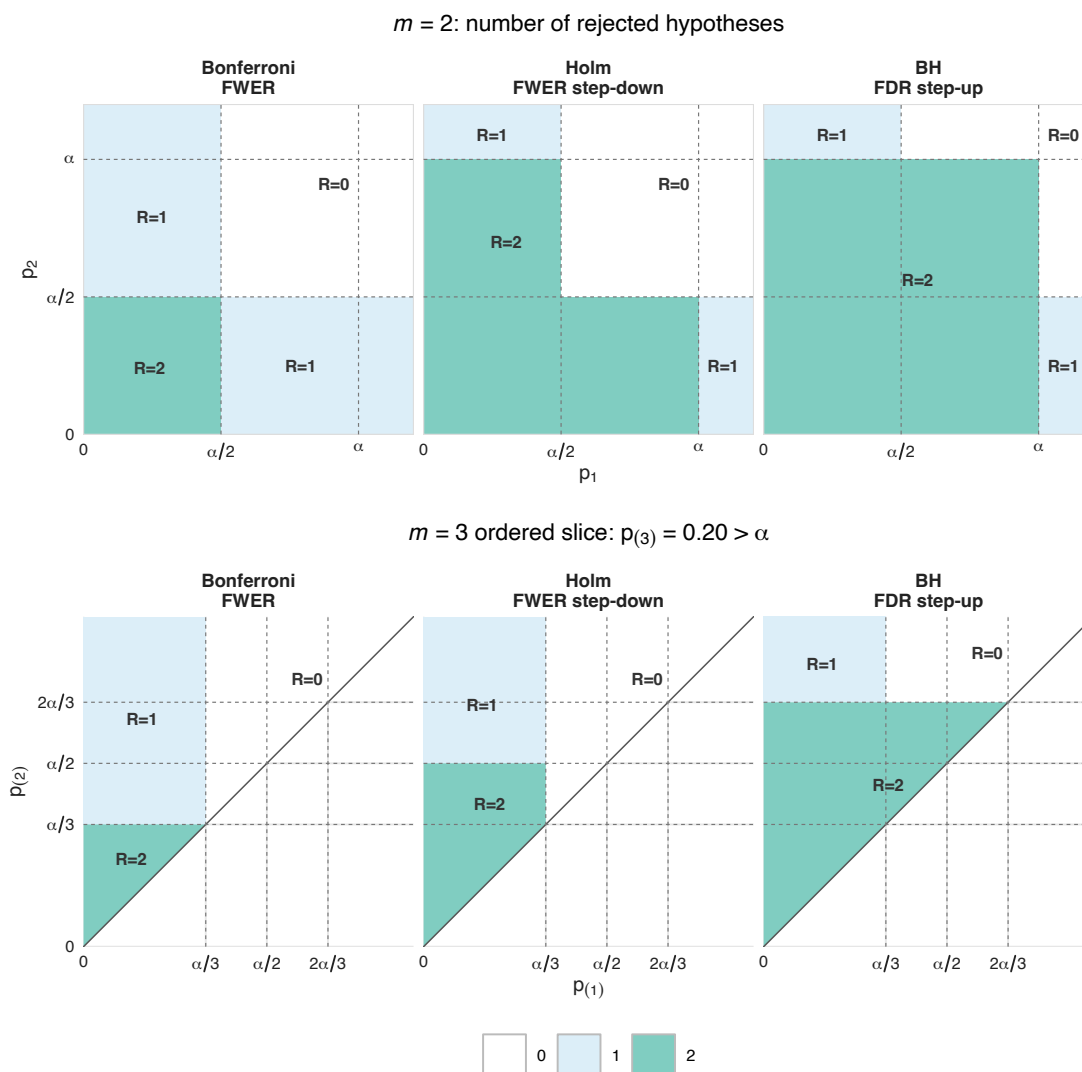 m = 2: number of rejected hypotheses
Bonferroni
FWER
Holm
FWER step-down
BH
FDR step-up
R=1
R=1
R=0
α
R=0
R=0
R=1
R=2
p2
R=2
α/2
R=2
R=1
R=1
R=1
0
0
α/2
α
0
α/2
α
0
α/2
α
p1
m = 3 ordered slice: p(3) = 0.20 > α
Bonferroni
FWER
Holm
FWER step-down
BH
FDR step-up
R=0
R=0
R=1
R=0
2α/3
R=1
R=1
α/2
p(2)
R=2
R=2
α/3
R=2
0
0
α/3
α/2
2α/3
0
α/3
α/2
2α/3
0
α/3
α/2
2α/3
p(1)
0
1
2